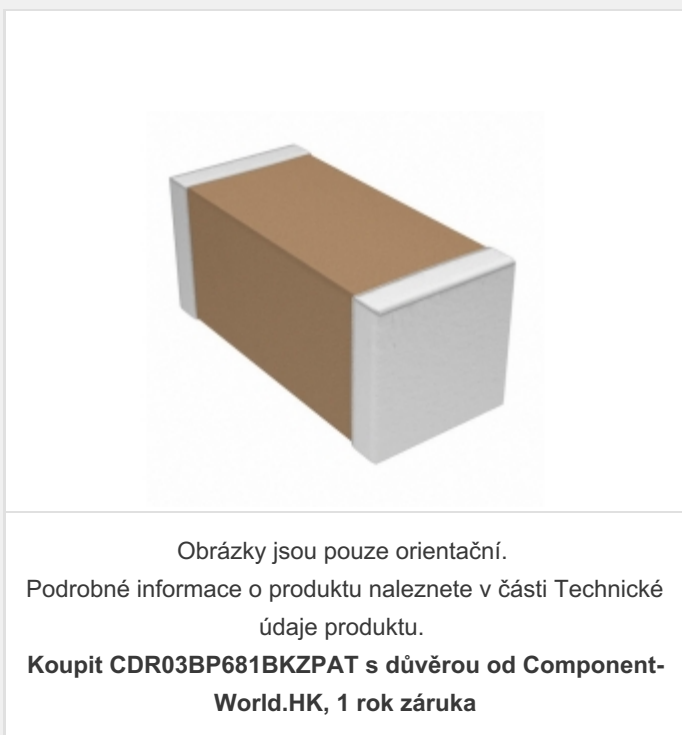 Obrázky jsou pouze orientační.
Podrobné informace o produktu naleznete v části Technické
údaje produktu.
Koupit CDR03BP681BKZPAT s důvěrou od Component-
World.HK, 1 rok záruka